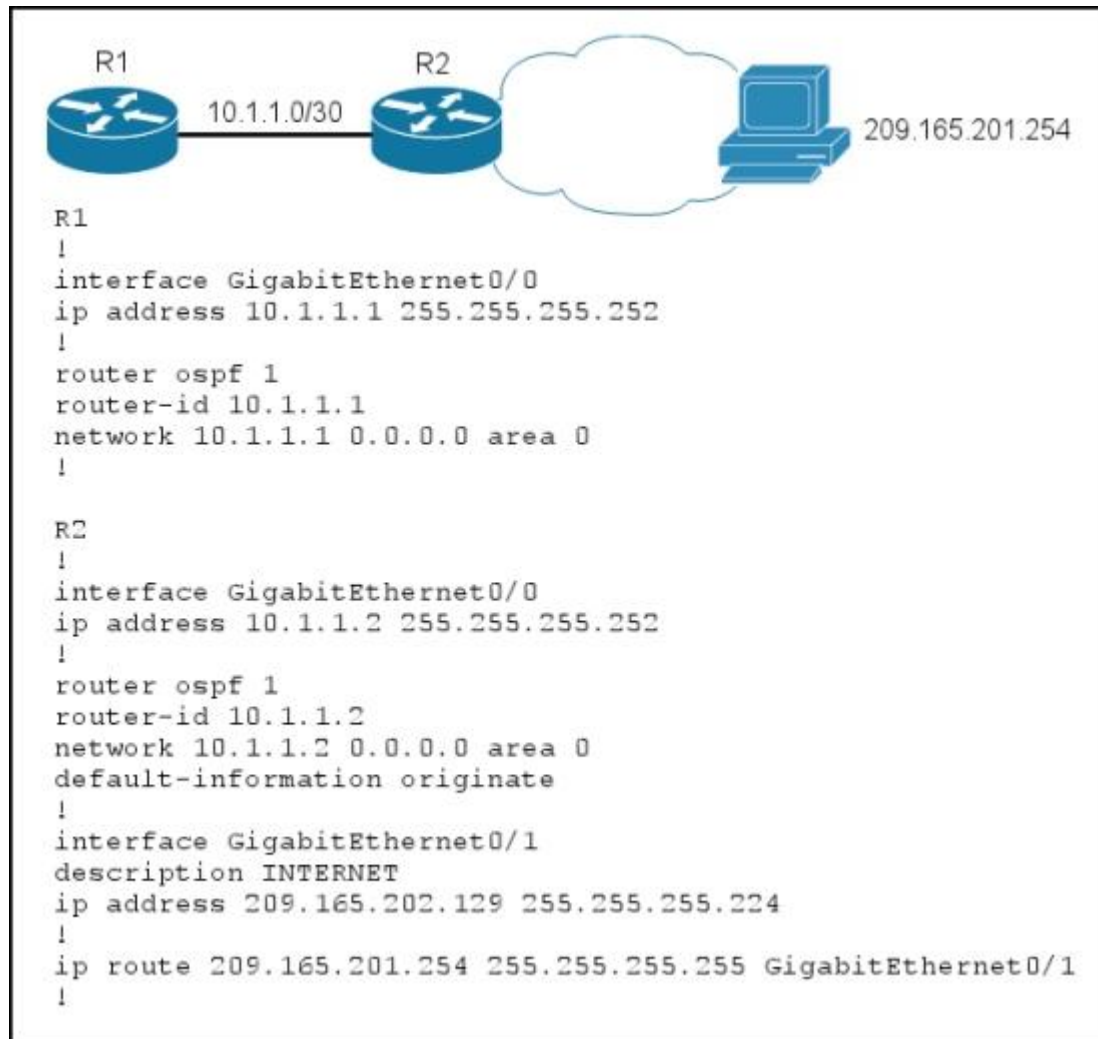 R1
R2
10.1.1.0/30
209.165.201.254
R1
!
interface GigabitEthernet0/0
ip address 10.1.1.1 255.255.255.252
!
router ospf 1
router-id 10.1.1.1
network 10.1.1.1 0.0.0.0 area 0
!
R2
!
interface GigabitEthernet0/0
ip address 10.1.1.2 255.255.255.252
!
router ospf 1
router-id 10.1.1.2
network 10.1.1.2 0.0.0.0 area 0
default-information originate
!
interface GigabitEthernet0/1
description INTERNET
ip address 209.165.202.129 255.255.255.224
!
ip route 209.165.201.254 255.255.255.255 GigabitEthernet0/1
!